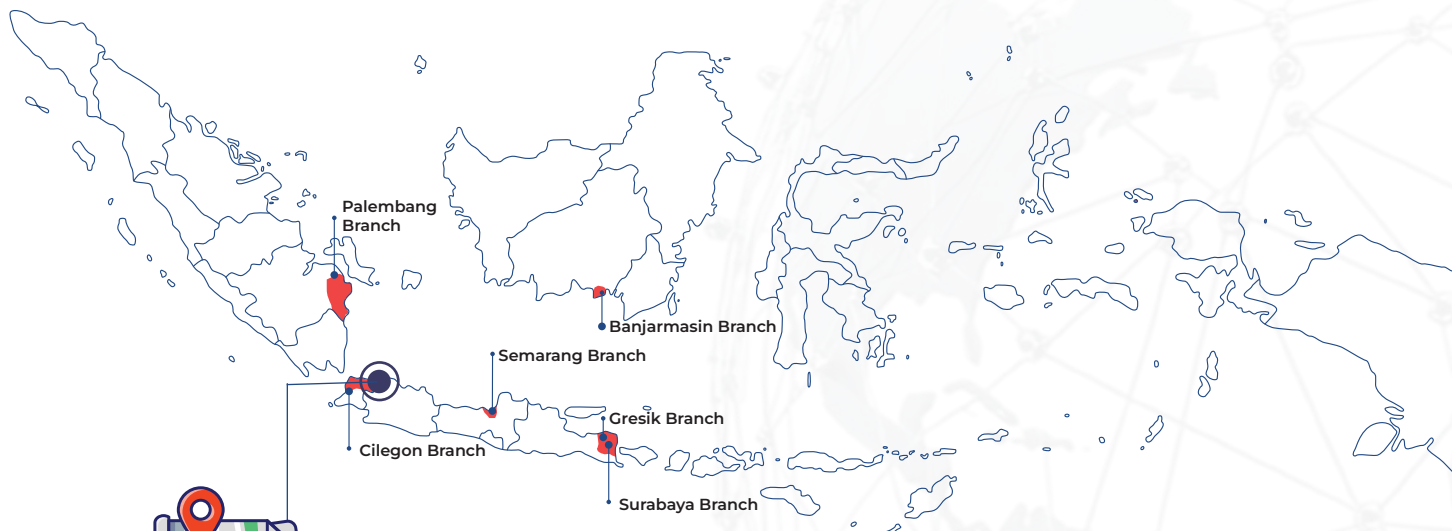 Palembang
Branch
Banjarmasin Branch
Semarang Branch
Gresik Branch
Cilegon Branch
Surabaya Branch